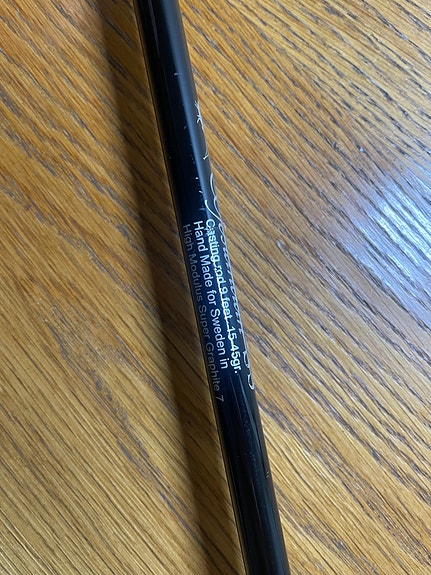 Casting rod 9 feet 15-45gr.
Hand Made for Sweden in
High Modulus Super Graphite 7